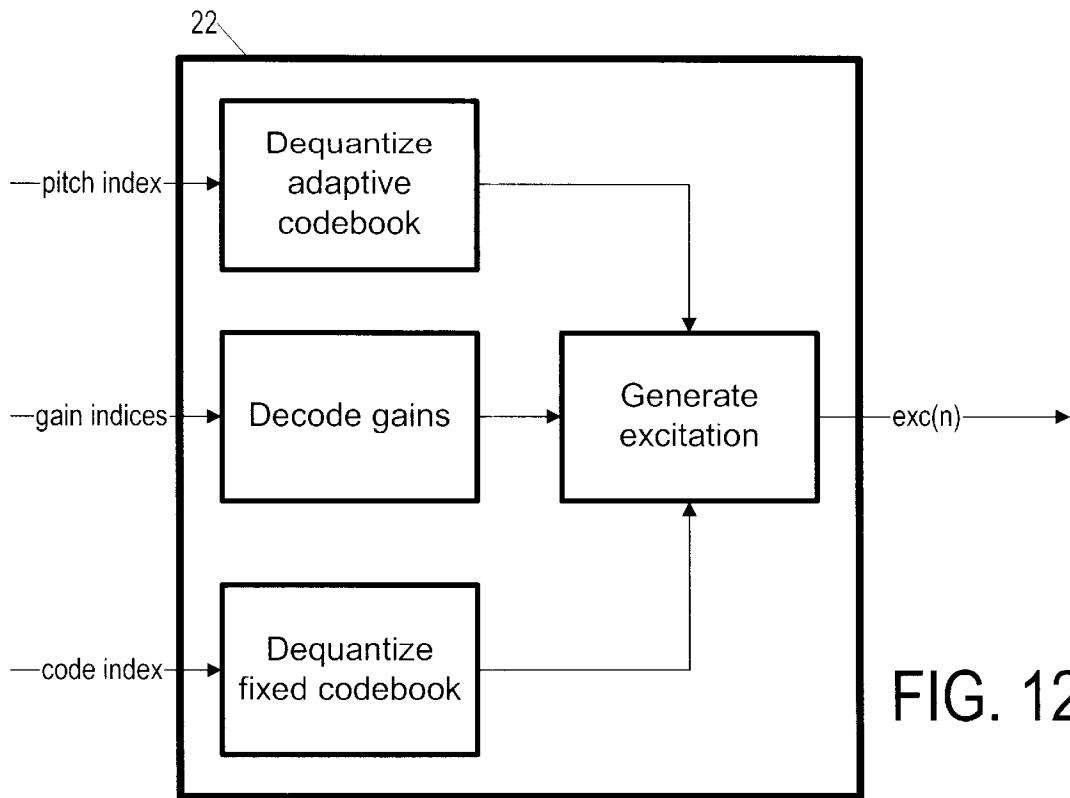 22
Dequantize
adaptive
codebook
pitch index
gain indices
Decode gains
Generate
excitation
exc(n)
code index
Dequantize
fixed codebook
FIG. 12